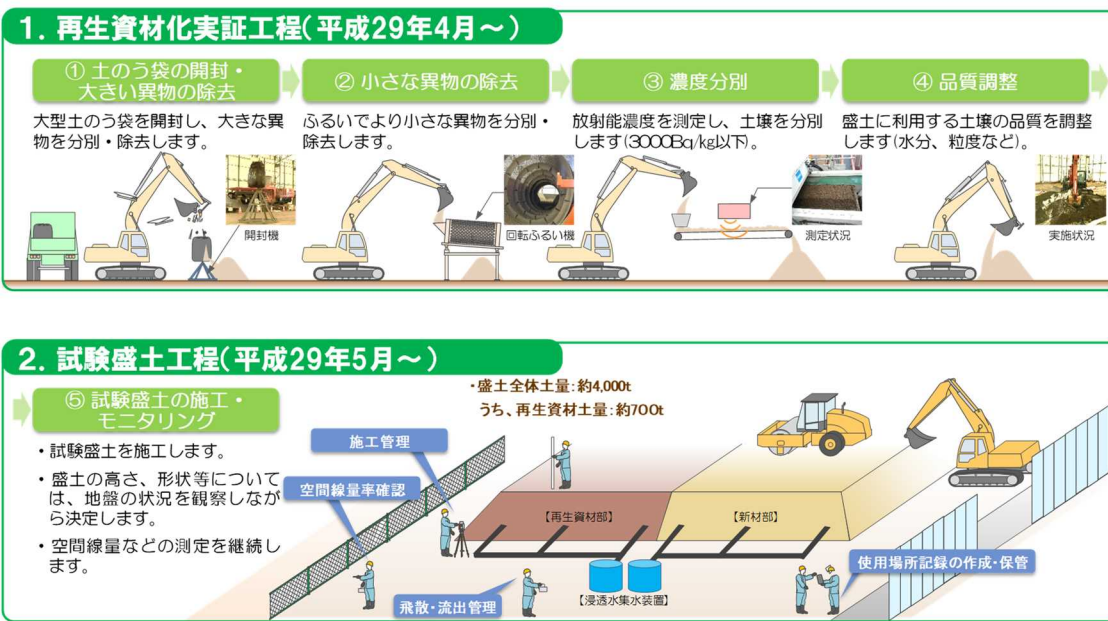 1. 再生資材化実証工程(平成29年4月～)
① 土のう袋の開封・
大きい異物の除去
大型土のう袋を開封し、大きな異
物を分別・除去します。
開封機
② 小さな異物の除去
ふるいでより小さな異物を分別・
除去します。
回転ふるい機
③ 濃度分別
放射能濃度を測定し、土壌を分別
します(3000Bq/kg以下)。
測定状況
④ 品質調整
盛土に利用する土壌の品質を調整
します(水分、粒度など)。
実施状況
2. 試験盛土工程(平成29年5月～)
⑤ 試験盛土の施工・
モニタリング
・試験盛土を施工します。
・盛土の高さ、形状等について
は、地盤の状況を観察しなが
ら決定します。
・空間線量などの測定を継続し
ます。
・盛土全体土量：約4,000t
うち、再生資材土量：約700t
施工管理
空間線量率確認
【再生資材部】
【新材部】
使用場所記録の作成・保管
飛散・流出管理
【浸透水集水装置】